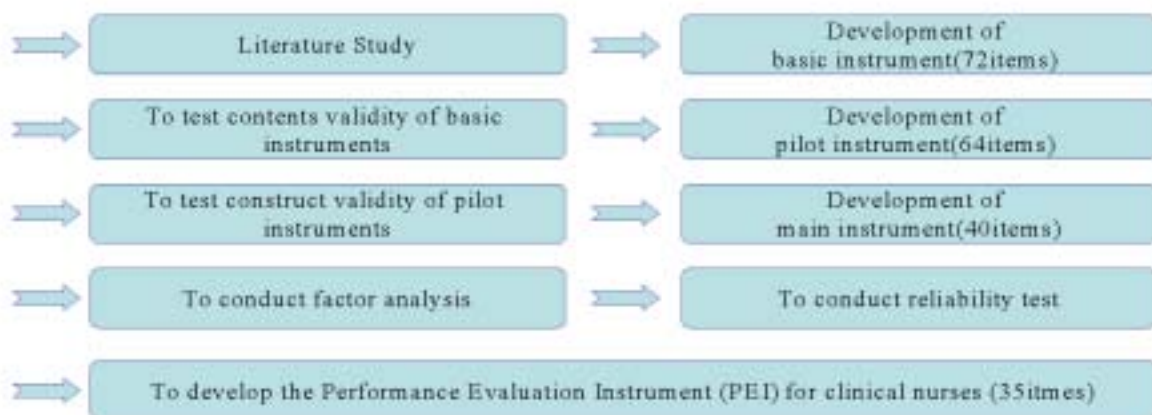 Literature Study
Development of
basic instrument(72items)
To test contents validity of basic
instruments
Development of
pilot instrument(64items)
To test construct validity of pilot
instruments
Development of
main instrument(40items)
To conduct factor analysis
To conduct reliability test
To develop the Performance Evaluation Instrument (PEI) for clinical nurses (35itmes)